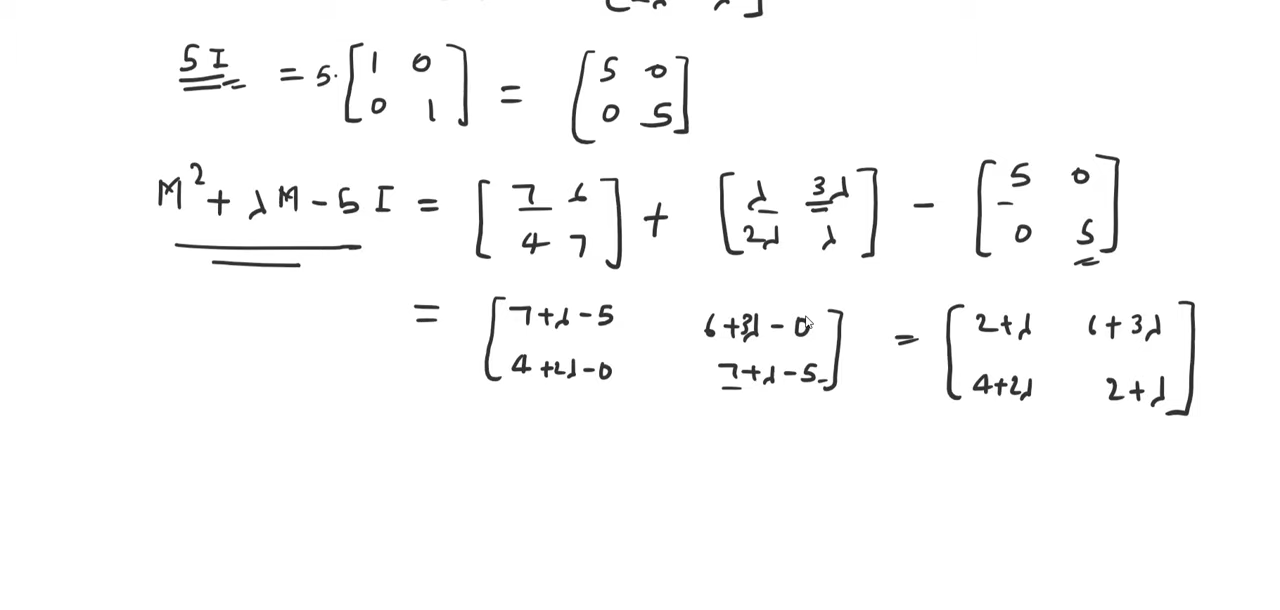 5I = 5. [1 0 0 1] = [5 0 0 5]
M² + λM - 5I = [7 6 4 7] + [λ 3λ 2λ λ] - [5 0 0 5]
= [7+λ-5 6+3λ-0 4+2λ-0 7+λ-5] = [2+λ 6+3λ 4+2λ 2+λ]